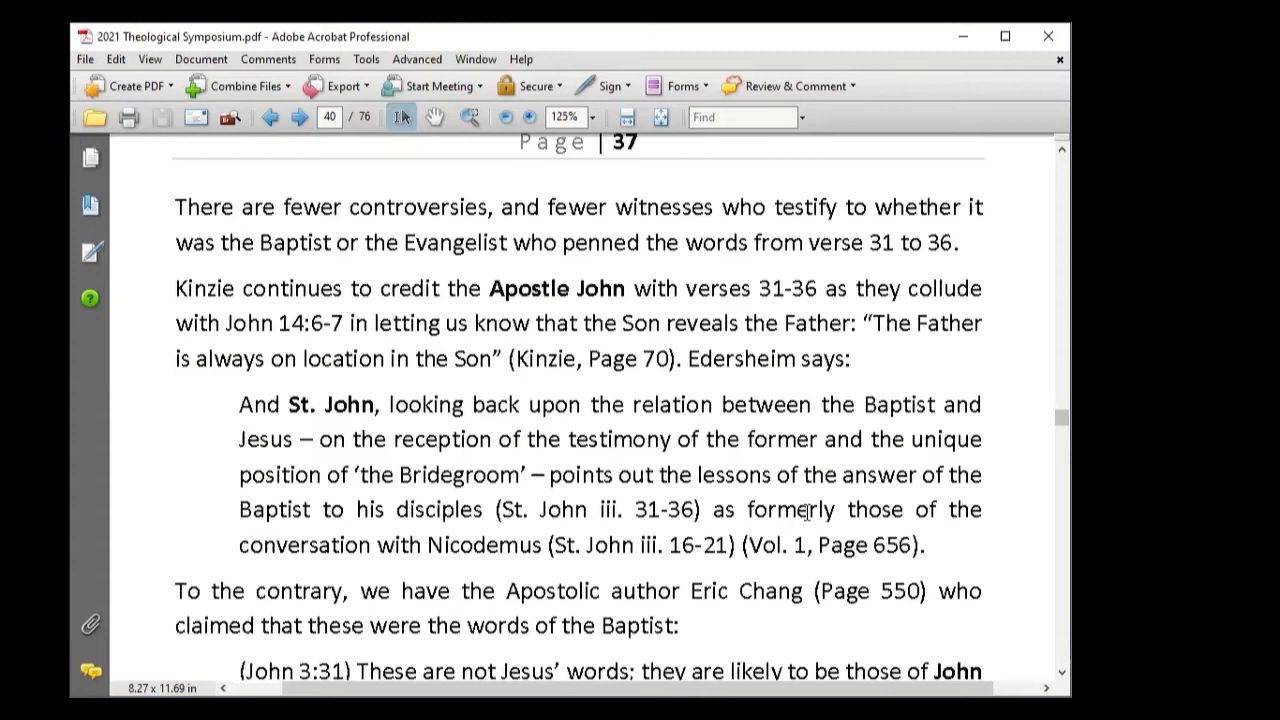 2021 Theological Symposium.pdf - Adobe Acrobat Professional
File Edit View Document Comments Forms Tools Advanced Window Help
Create PDF Combine Files Export Start Meeting Secure Sign Forms Review & Comment
40 / 76 125% Find
Page | 37
There are fewer controversies, and fewer witnesses who testify to whether it
was the Baptist or the Evangelist who penned the words from verse 31 to 36.
Kinzie continues to credit the Apostle John with verses 31-36 as they collude
with John 14:6-7 in letting us know that the Son reveals the Father: “The Father
is always on location in the Son” (Kinzie, Page 70). Edersheim says:
And St. John, looking back upon the relation between the Baptist and
Jesus – on the reception of the testimony of the former and the unique
position of ‘the Bridegroom’ – points out the lessons of the answer of the
Baptist to his disciples (St. John iii. 31-36) as formerly those of the
conversation with Nicodemus (St. John iii. 16-21) (Vol. 1, Page 656).
To the contrary, we have the Apostolic author Eric Chang (Page 550) who
claimed that these were the words of the Baptist:
(John 3:31) These are not Jesus’ words; they are likely to be those of John
8.27 x 11.69 in